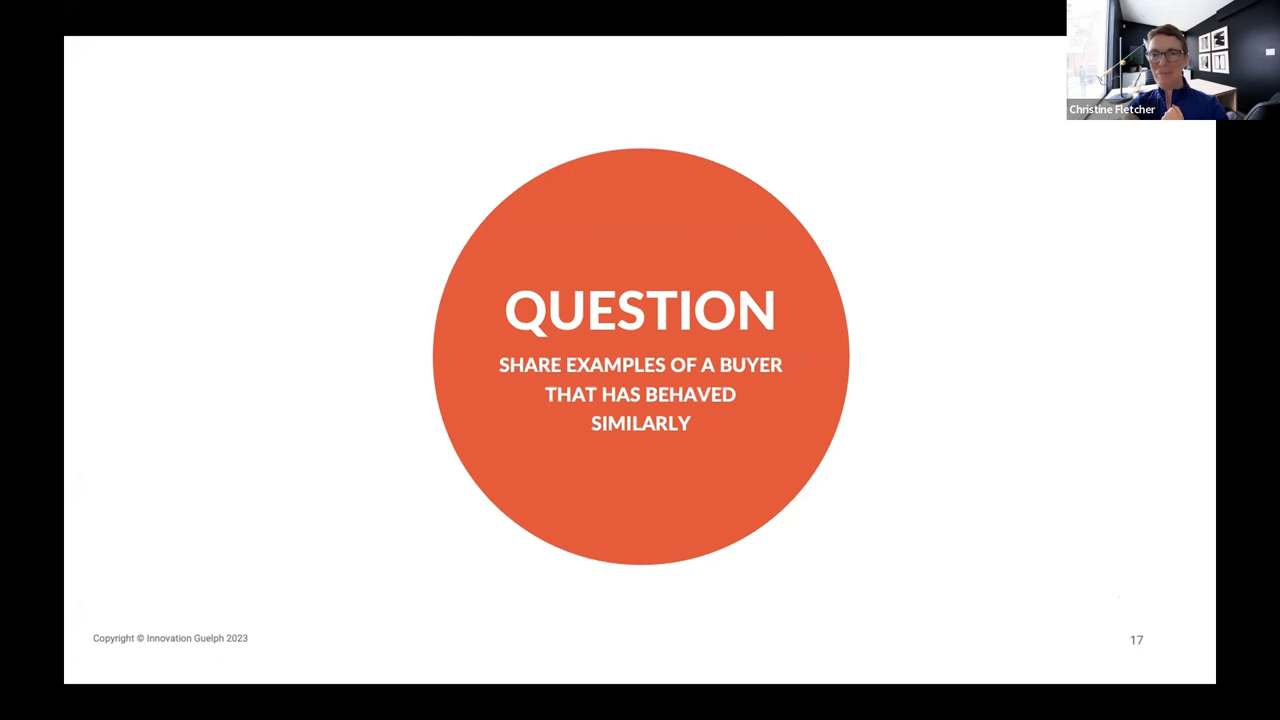 Christine Fletcher
QUESTION
SHARE EXAMPLES OF A BUYER
THAT HAS BEHAVED
SIMILARLY
Copyright © Innovation Guelph 2023
17